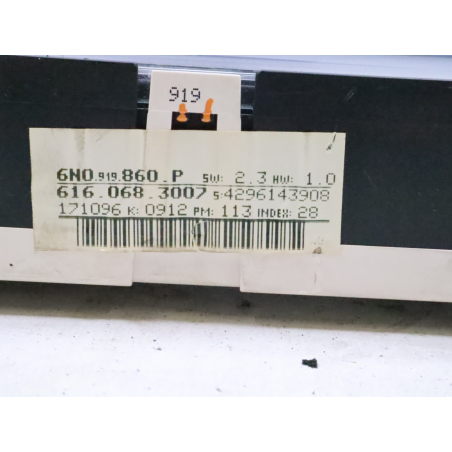 919
6N0.919.860.P SW: 2.3 HW: 1.0
616.068.3007 S:4296143908
171096 K: 0912 PM: 113 INDEX: 28